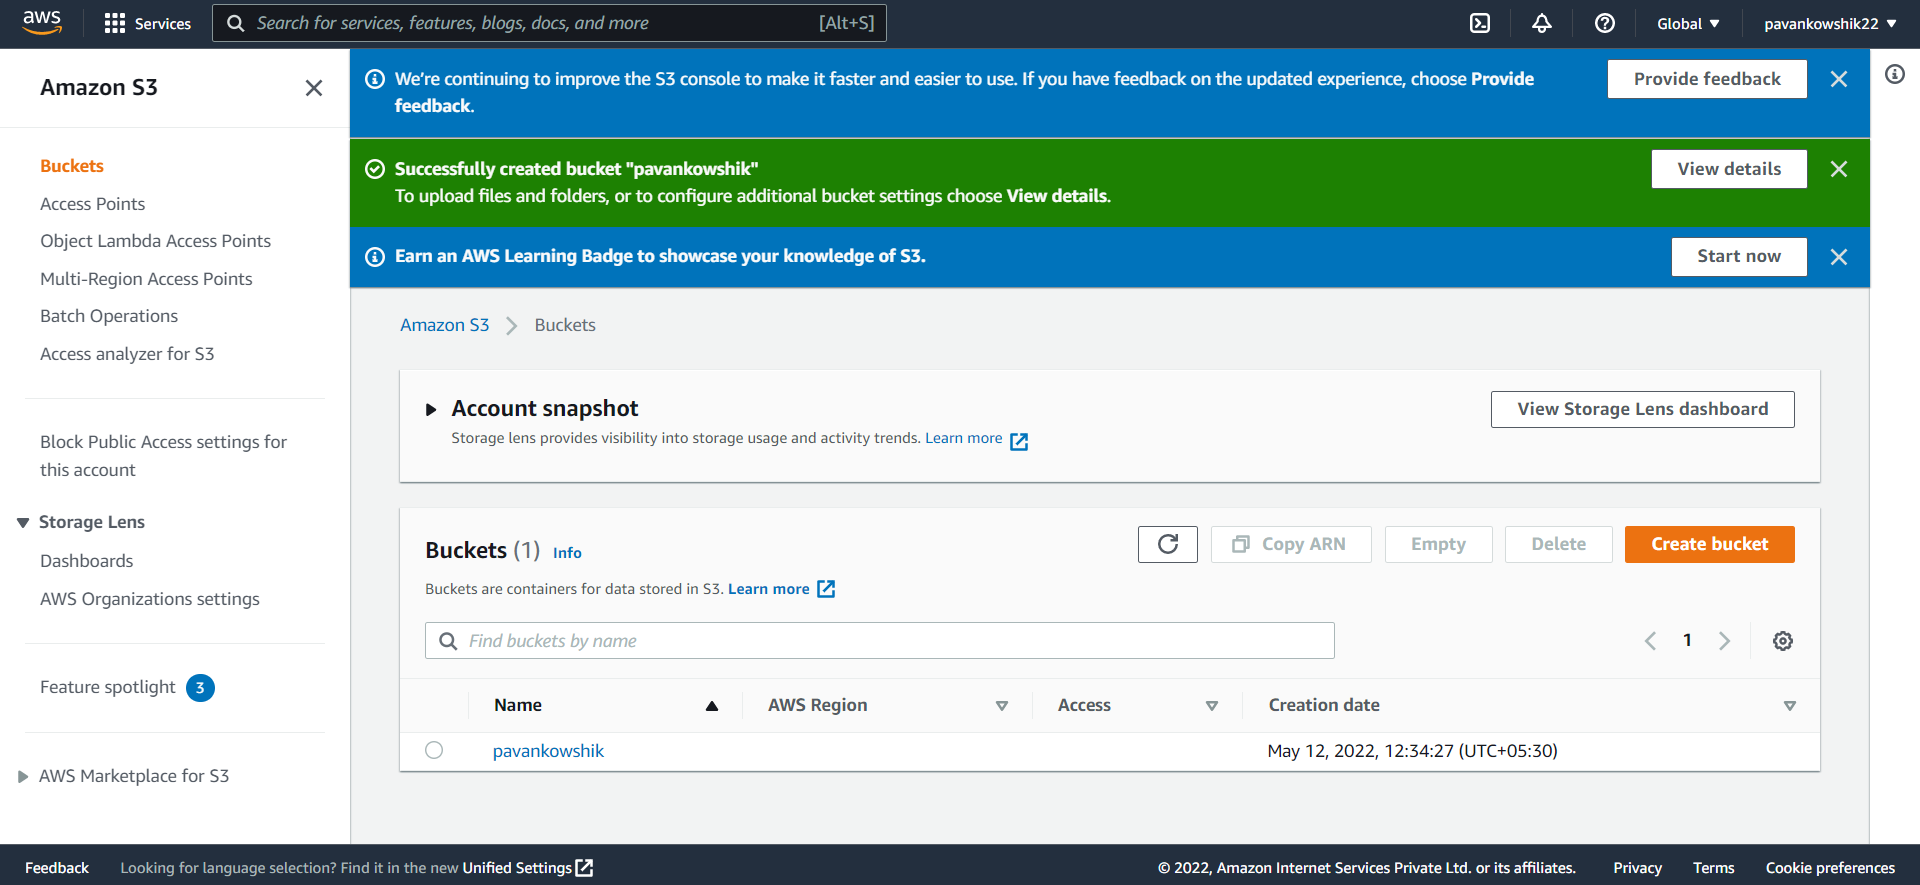 aws Services Search for services, features, blogs, docs, and more [Alt+S] Global pavankowshik22
Amazon S3
Buckets
Access Points
Object Lambda Access Points
Multi-Region Access Points
Batch Operations
Access analyzer for S3
Block Public Access settings for
this account
Storage Lens
Dashboards
AWS Organizations settings
Feature spotlight 3
AWS Marketplace for S3
We're continuing to improve the S3 console to make it faster and easier to use. If you have feedback on the updated experience, choose Provide
feedback.
Provide feedback
Successfully created bucket "pavankowshik"
To upload files and folders, or to configure additional bucket settings choose View details.
View details
Earn an AWS Learning Badge to showcase your knowledge of S3.
Start now
Amazon S3 Buckets
Account snapshot
Storage lens provides visibility into storage usage and activity trends. Learn more
View Storage Lens dashboard
Buckets (1) Info
Copy ARN Empty Delete Create bucket
Buckets are containers for data stored in S3. Learn more
Find buckets by name
1
Name AWS Region Access Creation date
pavankowshik May 12, 2022, 12:34:27 (UTC+05:30)
Feedback Looking for language selection? Find it in the new Unified Settings © 2022, Amazon Internet Services Private Ltd. or its affiliates. Privacy Terms Cookie preferences